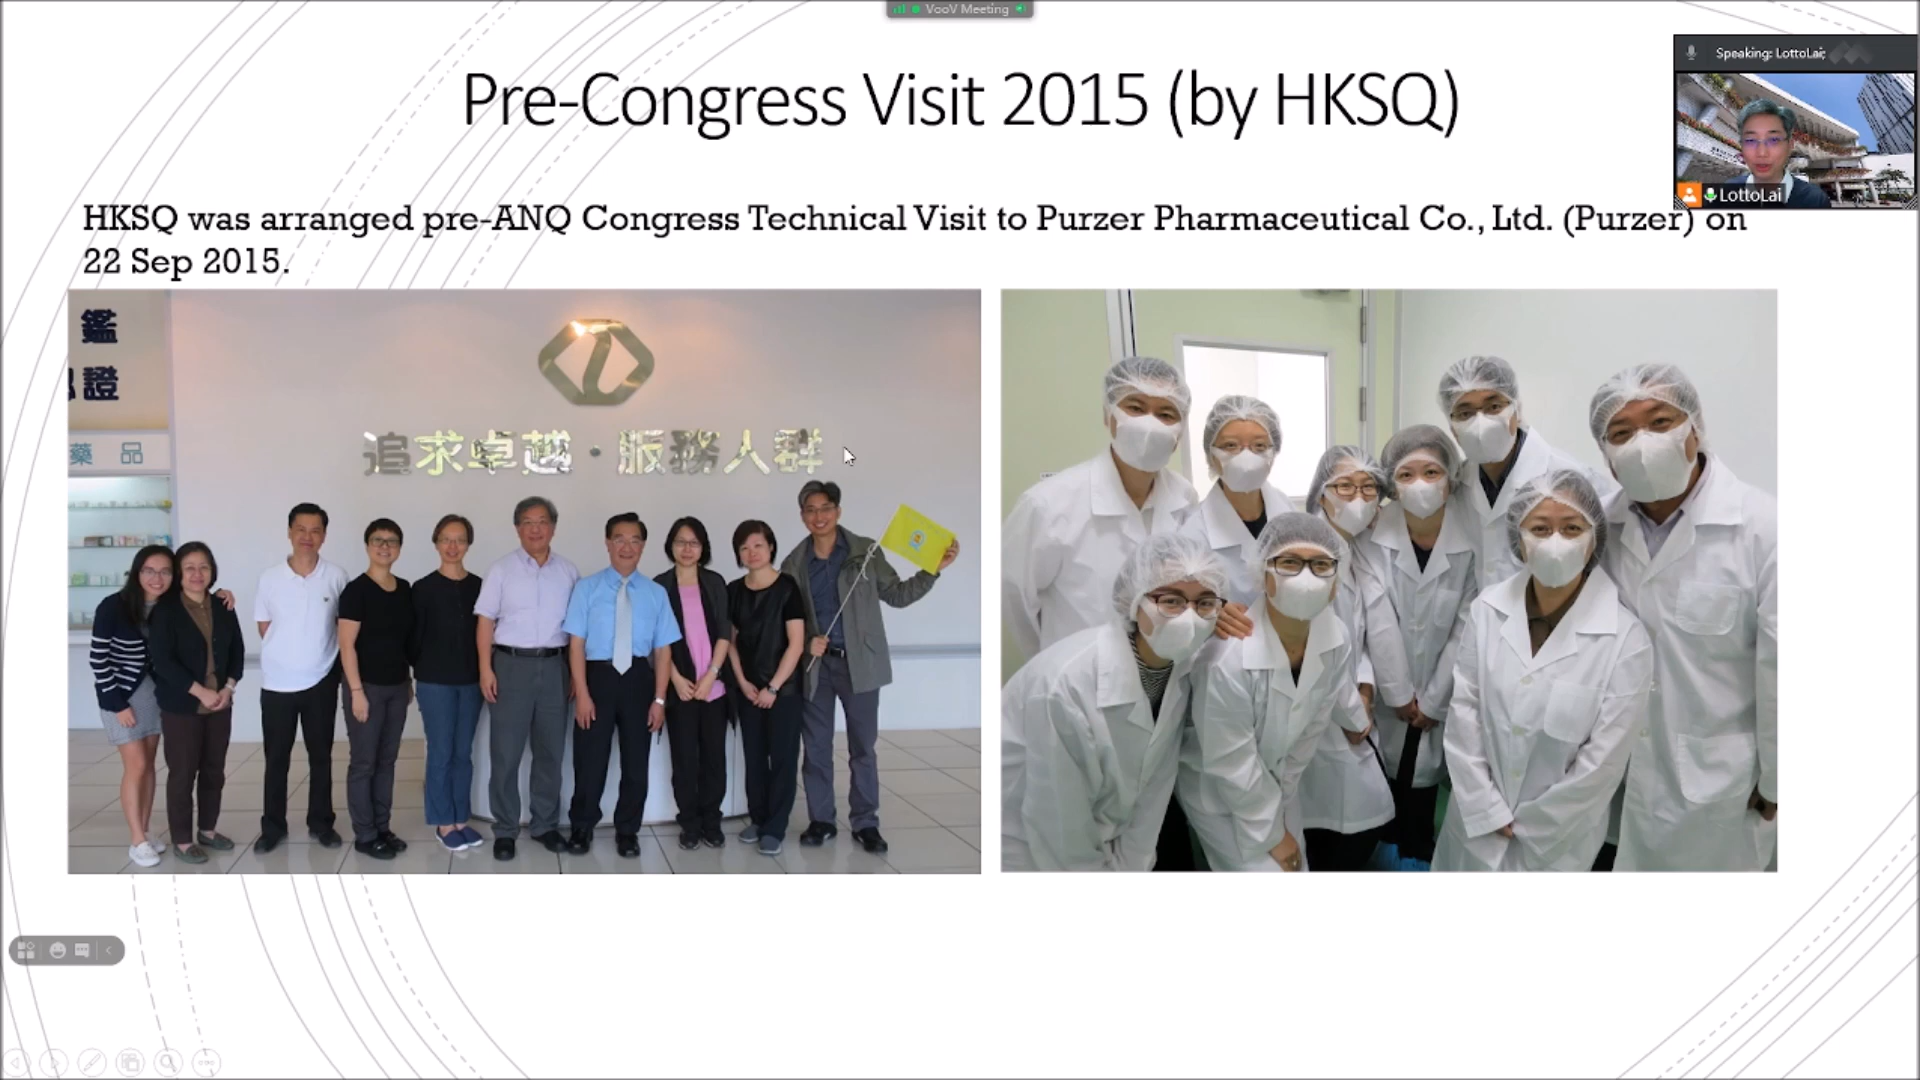 VooV Meeting
Speaking: LottoLai;
Pre-Congress Visit 2015 (by HKSQ)
LottoLai
HKSQ was arranged pre-ANQ Congress Technical Visit to Purzer Pharmaceutical Co., Ltd. (Purzer) on
22 Sep 2015.
鑑
證
藥品
追求卓越・服務人群